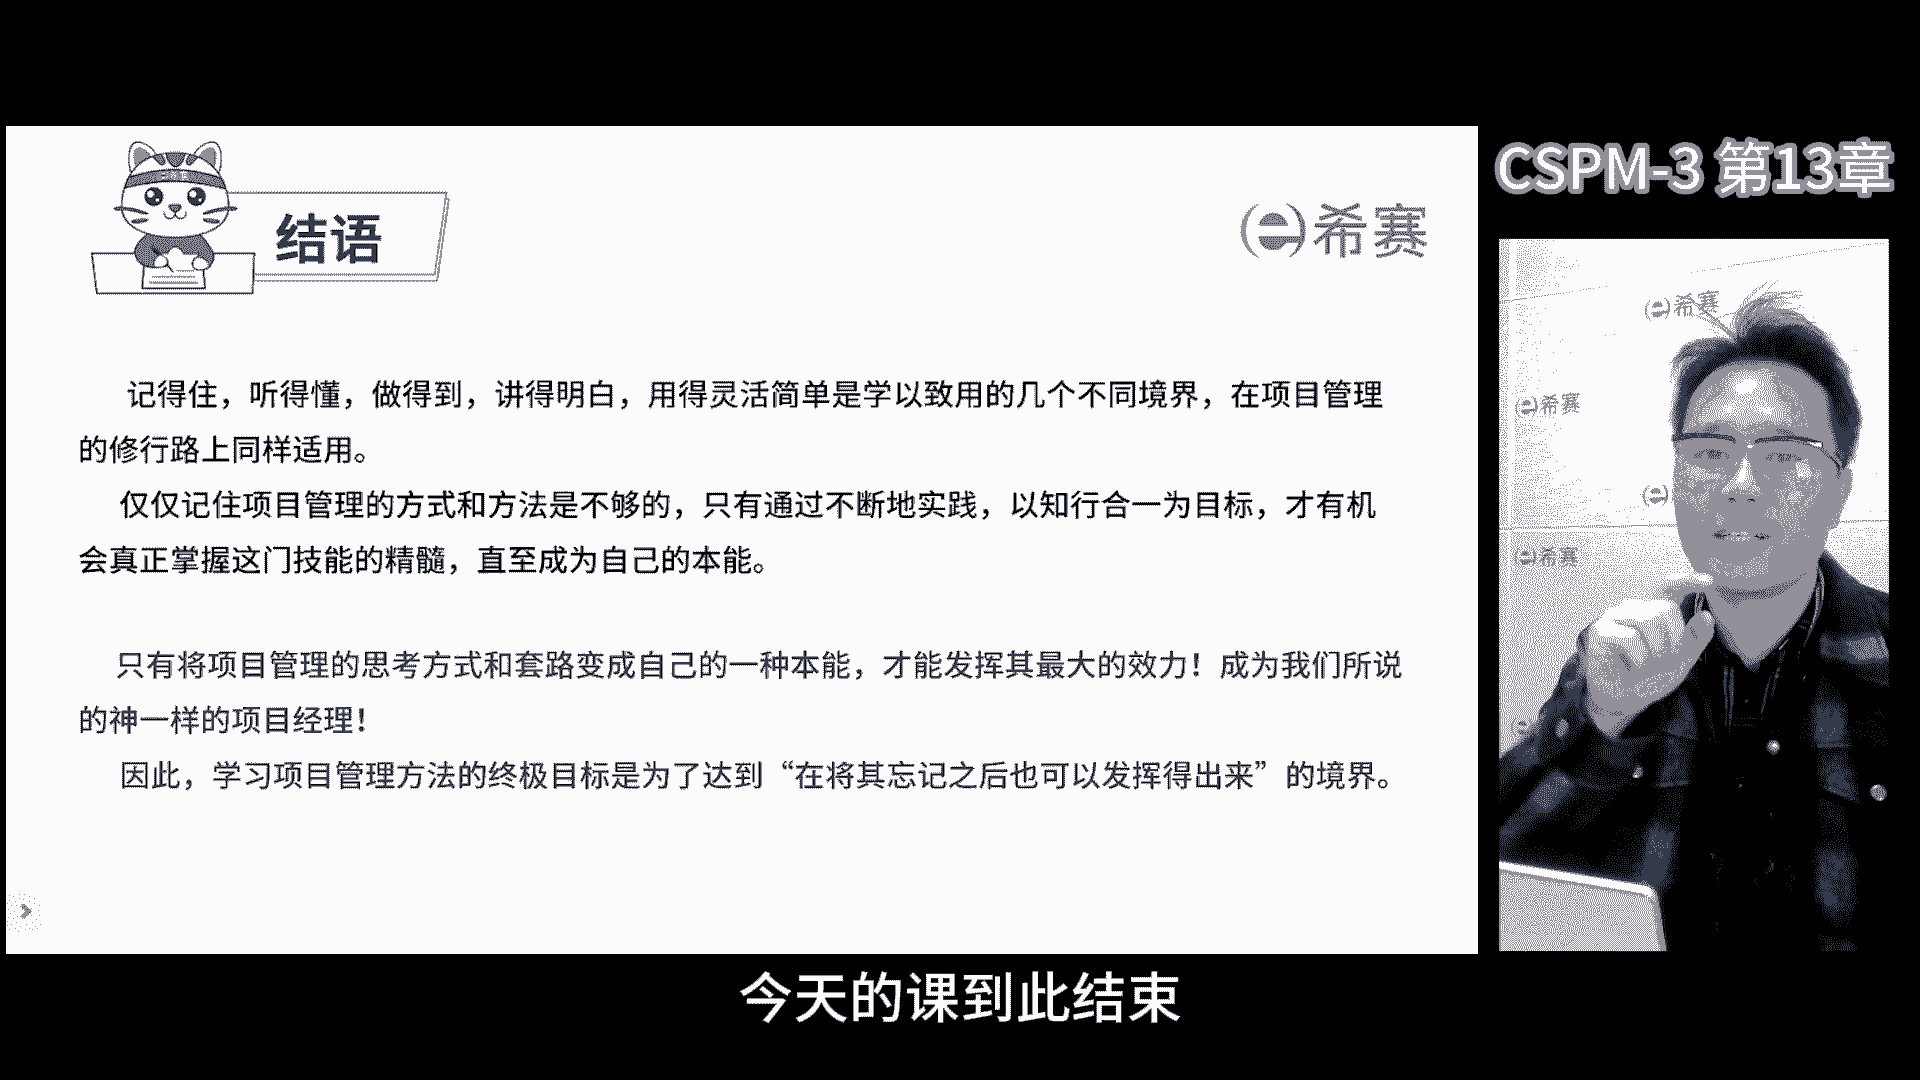 CSPM-3 第13章
结语
希赛
记得住，听得懂，做得到，讲得明白，用得灵活简单是学以致用的几个不同境界，在项目管理
的修行路上同样适用。
仅仅记住项目管理的方式和方法是不够的，只有通过不断地实践，以知行合一为目标，才有机
会真正掌握这门技能的精髓，直至成为自己的本能。
只有将项目管理的思考方式和套路变成自己的一种本能，才能发挥其最大的效力！成为我们所说
的神一样的项目经理！
因此，学习项目管理方法的终极目标是为了达到“在将其忘记之后也可以发挥得出来”的境界。
希赛
希赛
希赛
今天的课到此结束